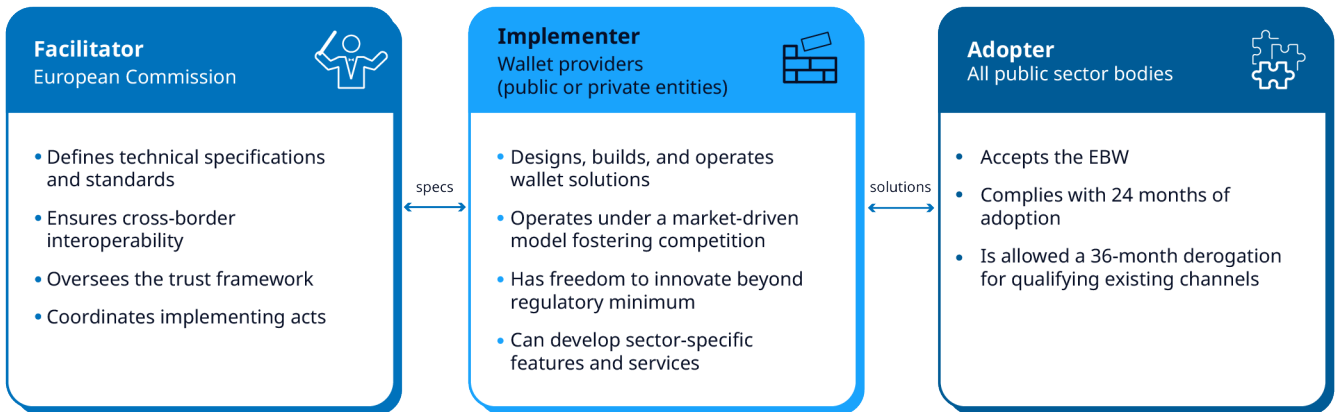 Facilitator
European Commission
• Defines technical specifications
and standards
• Ensures cross-border
interoperability
• Oversees the trust framework
• Coordinates implementing acts
specs
Implementer
Wallet providers
(public or private entities)
• Designs, builds, and operates
wallet solutions
• Operates under a market-driven
model fostering competition
• Has freedom to innovate beyond
regulatory minimum
• Can develop sector-specific
features and services
solutions
Adopter
All public sector bodies
• Accepts the EBW
• Complies with 24 months of
adoption
• Is allowed a 36-month derogation
for qualifying existing channels